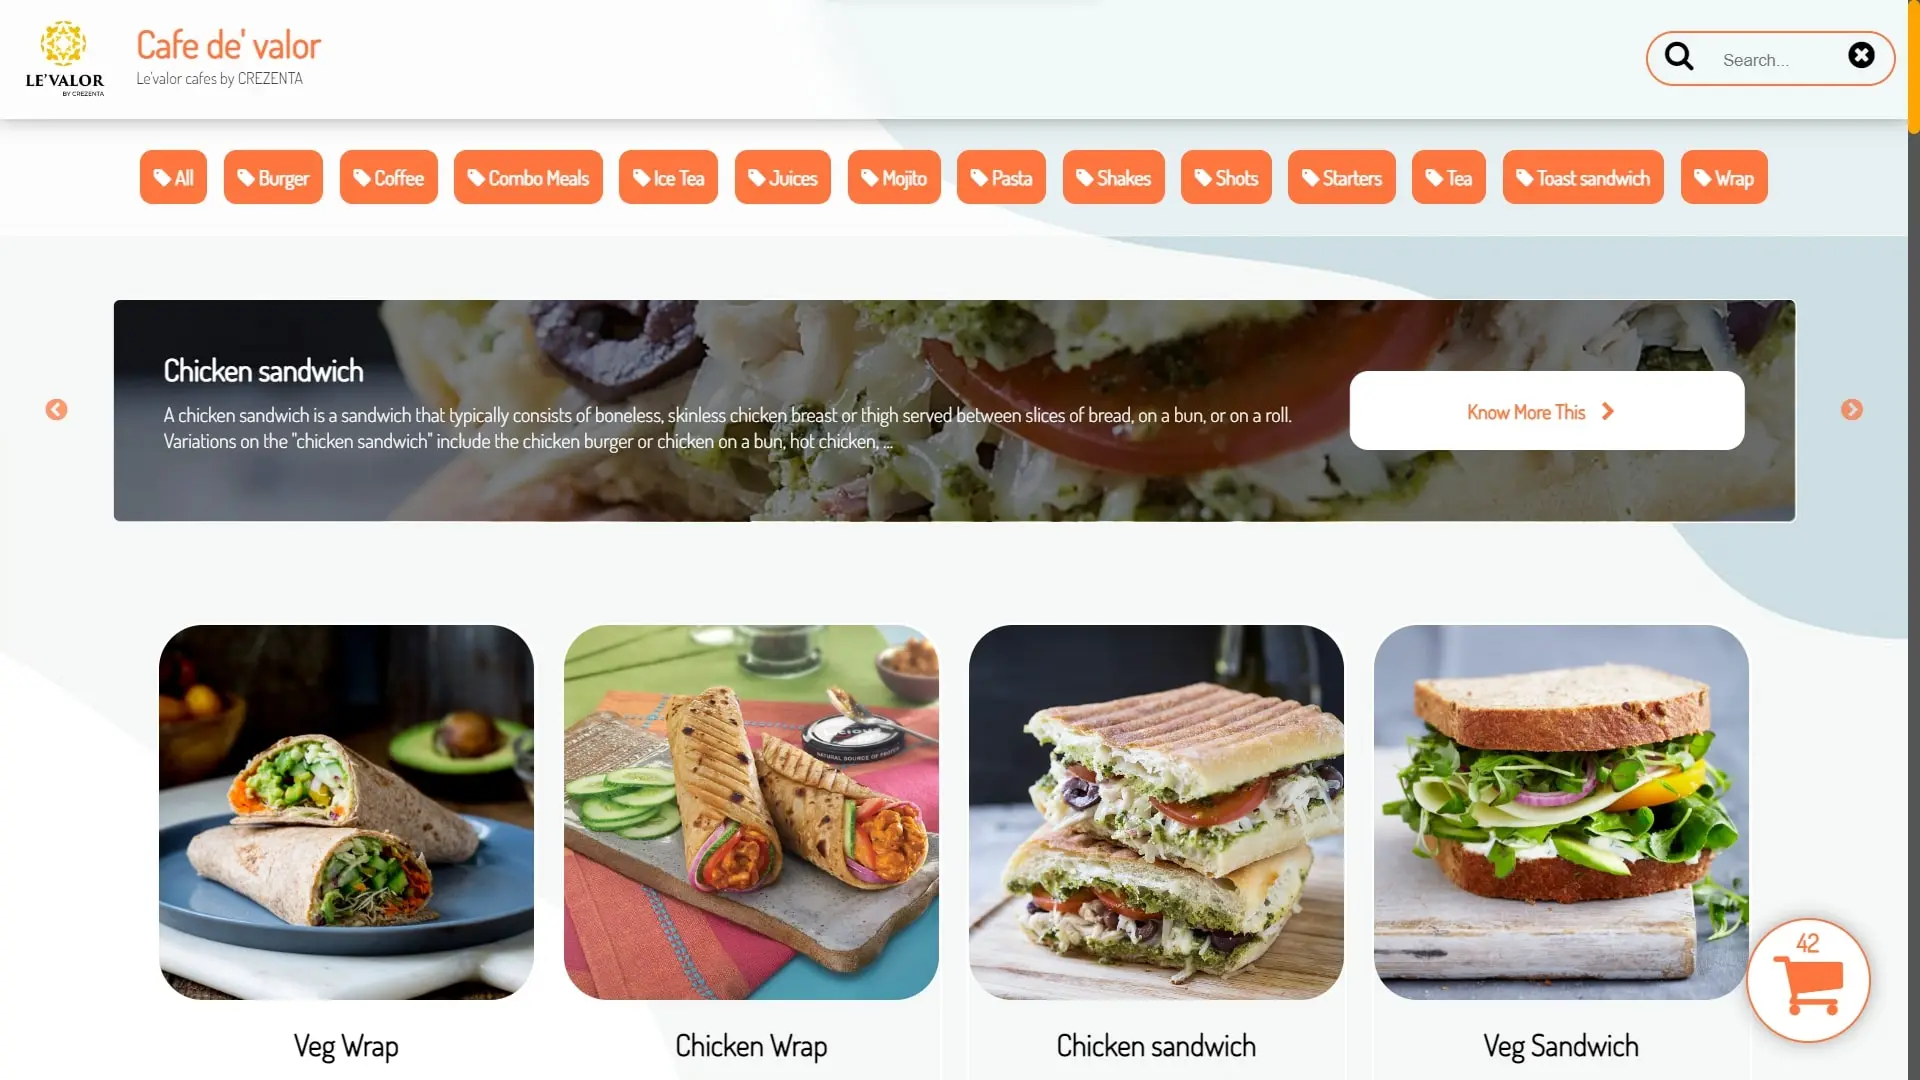 LE'VALOR
BY CREZENTA
Cafe de' valor
Le'valor cafes by CREZENTA
Search...
All
Burger
Coffee
Combo Meals
Ice Tea
Juices
Mojito
Pasta
Shakes
Shots
Starters
Tea
Toast sandwich
Wrap
Chicken sandwich
A chicken sandwich is a sandwich that typically consists of boneless, skinless chicken breast or thigh served between slices of bread, on a bun, or on a roll.
Variations on the "chicken sandwich" include the chicken burger or chicken on a bun, hot chicken, ...
Know More This
NATURAL SOURCE OF PROTEIN
42
Veg Wrap
Chicken Wrap
Chicken sandwich
Veg Sandwich